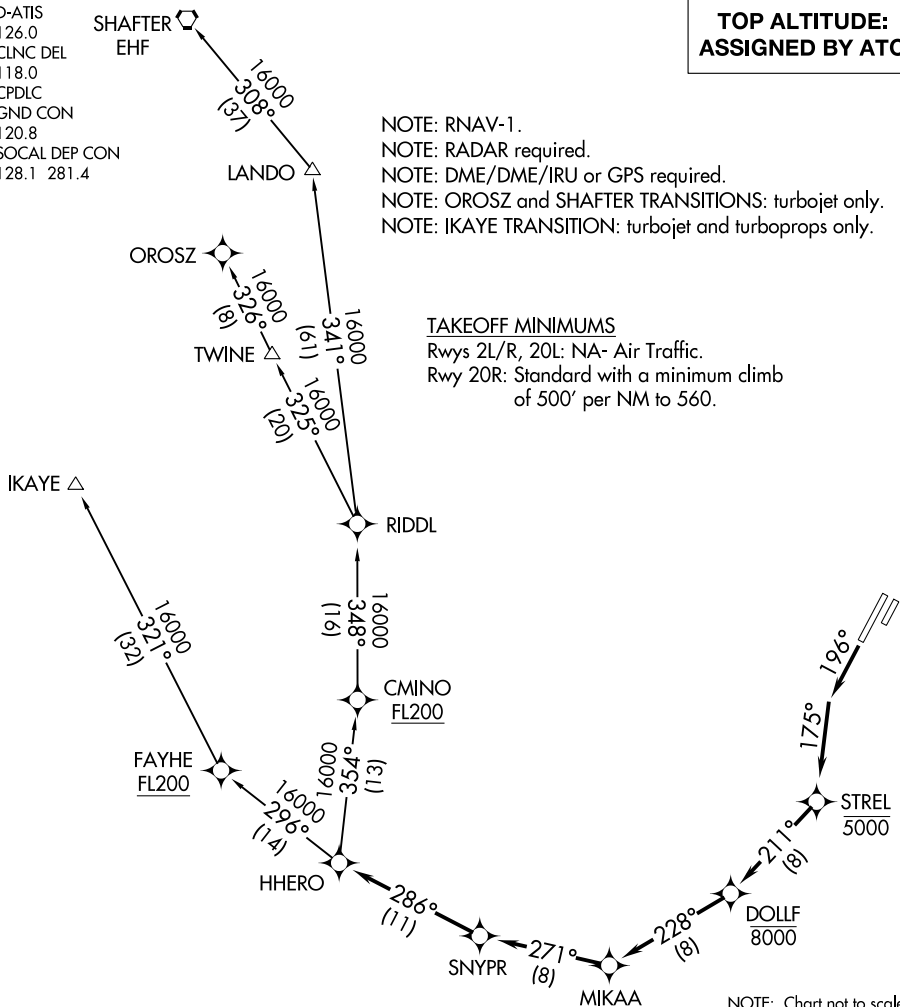 D-ATIS
126.0
CLNC DEL
118.0
CPDLC
GND CON
120.8
SOCAL DEP CON
128.1 281.4
SHAFTER
EHF
TOP ALTITUDE:
ASSIGNED BY ATC
16000
308°
(37)
LANDO
NOTE: RNAV-1.
NOTE: RADAR required.
NOTE: DME/DME/IRU or GPS required.
NOTE: OROSZ and SHAFTER TRANSITIONS: turbojet only.
NOTE: IKAYE TRANSITION: turbojet and turboprops only.
OROSZ
16000
326°
(8)
16000
341°
(61)
TWINE
16000
325°
(20)
TAKEOFF MINIMUMS
Rwys 2L/R, 20L: NA- Air Traffic.
Rwy 20R: Standard with a minimum climb
of 500' per NM to 560.
IKAYE
RIDDL
16000
348°
(16)
16000
321°
(32)
196°
175°
CMINO
FL200
FAYHE
FL200
16000
354°
(13)
16000
296°
(14)
STREL
5000
211°
(8)
HHERO
286°
(11)
DOLLF
8000
228°
(8)
SNYPR
271°
(8)
MIKAA
NOTE: Chart not to scale